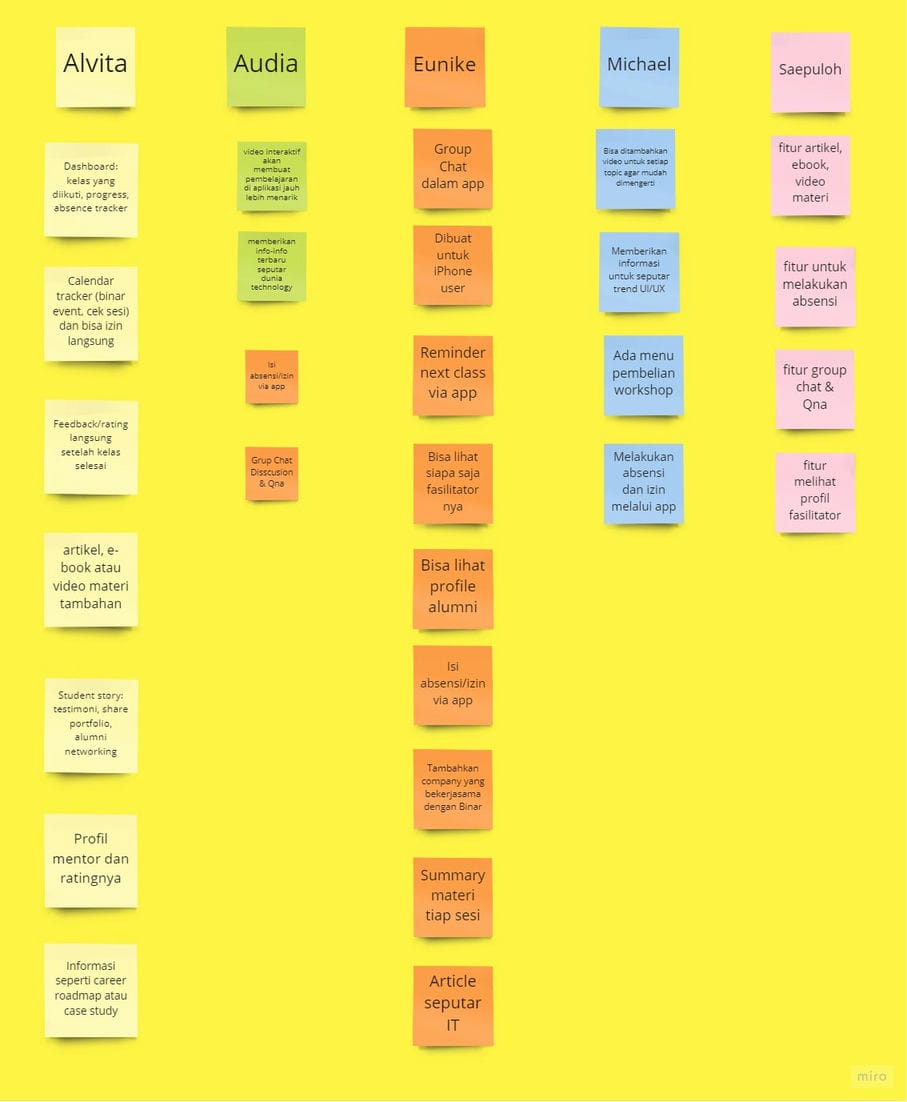 Alvita
Dashboard:
kelas yang
diikuti, progress,
absence tracker
Calendar
tracker (binar
event, cek sesi)
dan bisa izin
langsung
Feedback/rating
langsung
setelah kelas
selesai
artikel, e-
book atau
video materi
tambahan
Student story:
testimoni, share
portfolio,
alumni
networking
Profil
mentor dan
ratingnya
Informasi
seperti career
roadmap atau
case study
Audia
video interaktif
akan
membuat
pembelajaran
di aplikasi jauh
lebih menarik
memberikan
info-info
terbaru
seputar
dunia
technology
Isi
absensi/izin
via app
Grup Chat
Disscusion
& Qna
Eunike
Group
Chat
dalam app
Dibuat
untuk
iPhone
user
Reminder
next class
via app
Bisa lihat
siapa saja
fasilitator
nya
Bisa lihat
profile
alumni
Isi
absensi/izin
via app
Tambahkan
company yang
bekerjasama
dengan Binar
Summary
materi
tiap sesi
Article
seputar
IT
Michael
Bisa ditambahkan
video untuk setiap
topic agar mudah
dimengerti
Memberikan
informasi
untuk seputar
trend UI/UX
Ada menu
pembelian
workshop
Melakukan
absensi
dan izin
melalui app
Saepuloh
fitur artikel,
ebook,
video
materi
fitur untuk
melakukan
absensi
fitur group
chat &
Qna
fitur
melihat
profil
fasilitator
miro